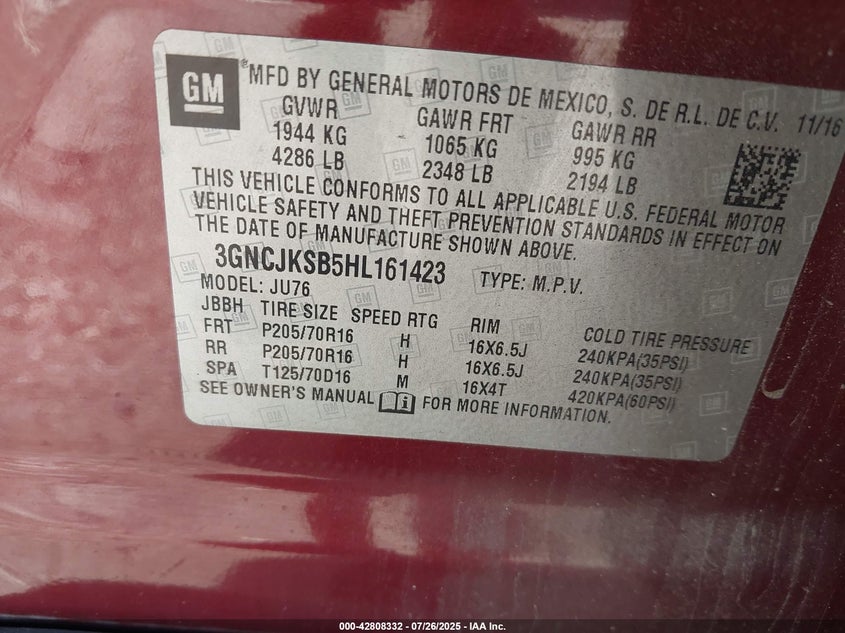 GM ® MFD BY GENERAL MOTORS DE MEXICO, S. DE R.L. DE C.V. 11/16
GVWR GAWR FRT GAWR RR
1944 KG 1065 KG 995 KG
4286 LB 2348 LB 2194 LB
THIS VEHICLE CONFORMS TO ALL APPLICABLE U.S. FEDERAL MOTOR
VEHICLE SAFETY AND THEFT PREVENTION STANDARDS IN EFFECT ON
THE DATE OF MANUFACTURE SHOWN ABOVE.
3GNCJKSB5HL161423 TYPE: M.P.V.
MODEL: JU76
JBBH TIRE SIZE SPEED RTG RIM COLD TIRE PRESSURE
FRT P205/70R16 H 16X6.5J 240KPA(35PSI)
RR P205/70R16 H 16X6.5J 240KPA(35PSI)
SPA T125/70D16 M 16X4T 420KPA(60PSI)
SEE OWNER'S MANUAL FOR MORE INFORMATION.
000-42808332 - 07/26/2025 - IAA Inc.